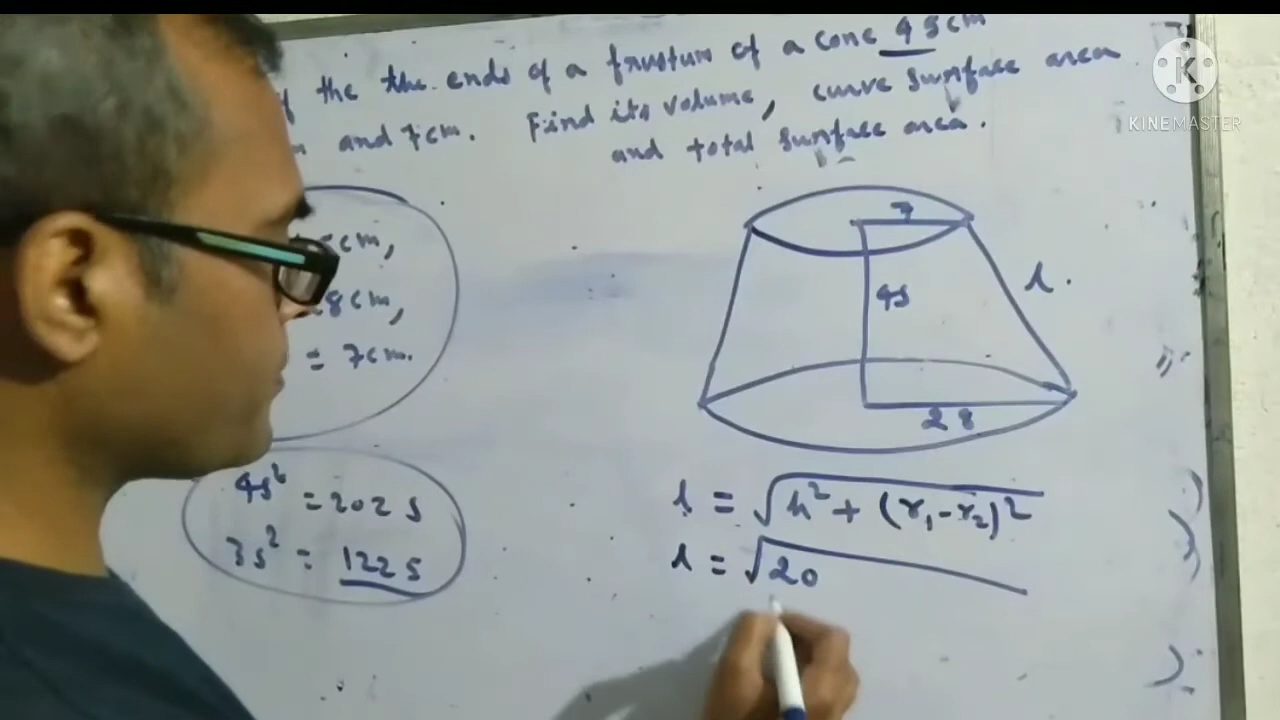 f the the ends of a frustum of a cone 45cm
and 7cm. Find its volume, curve surface area
and total surface area.
cm,
8cm,
= 7cm.
7
45
l.
28
45² = 2025
35² = 1225
l = √h² + (r₁-r₂)²
l = √20
K
KINEMASTER